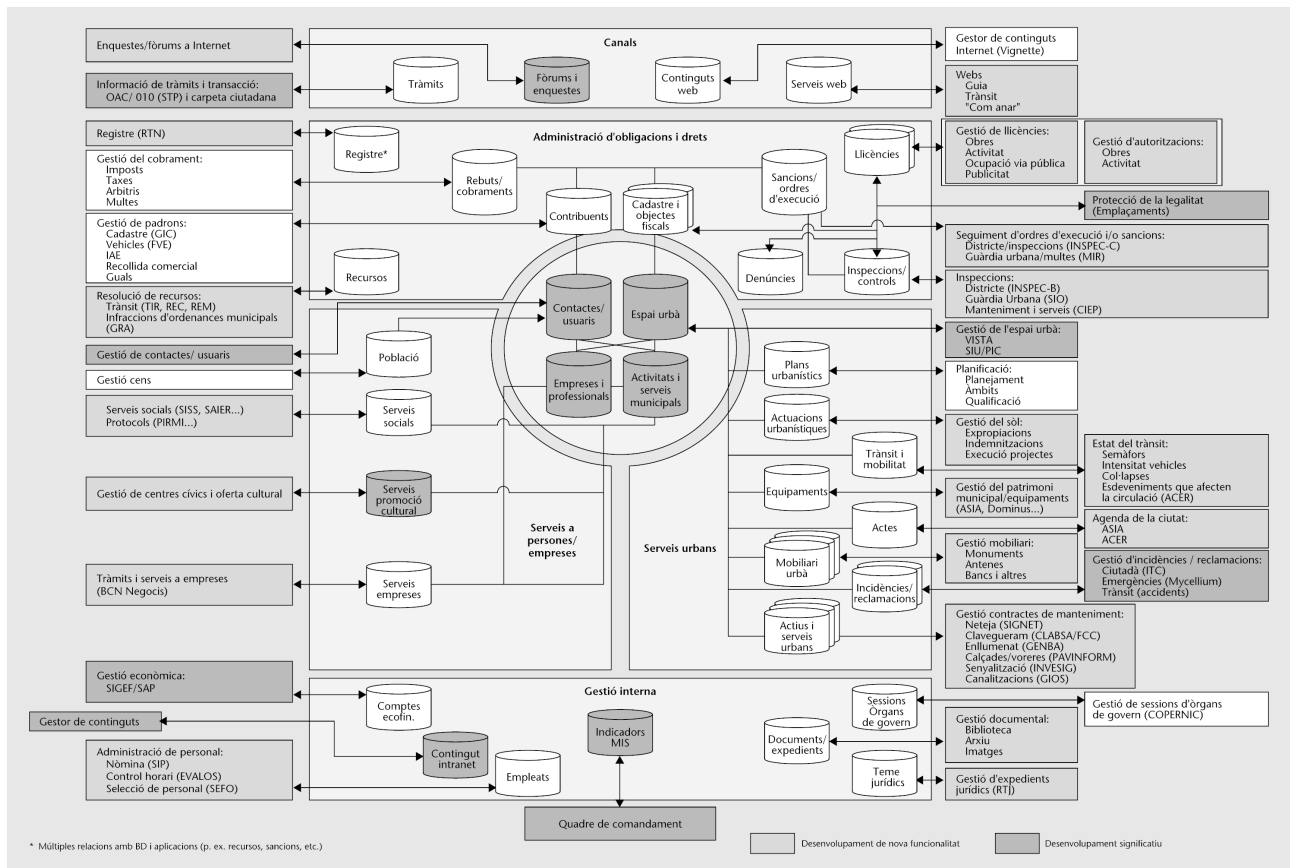 Canals
Enquestes/fòrums a Internet
Informació de tràmits i transacció:
OAC/ 010 (STP) i carpeta ciutadana
Tràmits
Fòrums i
enquestes
Continguts
web
Serveis web
Gestor de continguts
Internet (Vignette)
Webs
Guia
Trànsit
"Com anar"
Administració d'obligacions i drets
Registre (RTN)
Gestió del cobrament:
Imposts
Taxes
Arbitris
Multes
Gestió de padrons:
Cadastre (GIC)
Vehicles (FVE)
IAE
Recollida comercial
Guals
Resolució de recursos:
Trànsit (TIR, REC, REM)
Infraccions d'ordenances municipals
(GRA)
Gestió de contactes/ usuaris
Gestió cens
Registre*
Rebuts/
cobraments
Contribuents
Cadastre i
objectes
fiscals
Sancions/
ordres
d'execució
Llicències
Recursos
Denúncies
Inspeccions/
controls
Gestió de llicències:
Obres
Activitat
Ocupació via pública
Publicitat
Gestió d'autoritzacions:
Obres
Activitat
Protecció de la legalitat
(Emplaçaments)
Seguiment d'ordres d'execució i/o sancions:
Districte/inspeccions (INSPEC-C)
Guàrdia urbana/multes (MIR)
Inspeccions:
Districte (INSPEC-B)
Guàrdia Urbana (SIO)
Manteniment i serveis (CIEP)
Contactes/
usuaris
Espai urbà
Empreses i
professionals
Activitats i
serveis
municipals
Serveis socials (SISS, SAIER...)
Protocols (PIRMI...)
Gestió de centres cívics i oferta cultural
Tràmits i serveis a empreses
(BCN Negocis)
Població
Serveis
socials
Serveis
promoció
cultural
Serveis
empreses
Serveis a
persones/
empreses
Serveis urbans
Plans
urbanístics
Actuacions
urbanístiques
Trànsit i
mobilitat
Equipaments
Actes
Mobiliari
urbà
Incidències/
reclamacions
Actius i
serveis
urbans
Gestió de l'espai urbà:
VISTA
SIU/PIC
Planificació:
Planejament
Àmbits
Qualificació
Gestió del sòl:
Expropiacions
Indemnitzacions
Execució projectes
Estat del trànsit:
Semàfors
Intensitat vehicles
Col·lapses
Esdeveniments que afecten
la circulació (ACER)
Gestió del patrimoni
municipal/equipaments
(ASIA, Dominus...)
Agenda de la ciutat:
ASIA
ACER
Gestió mobiliari:
Monuments
Antenes
Bancs i altres
Gestió d'incidències / reclamacions:
Ciutadà (ITC)
Emergències (Mycellium)
Trànsit (accidents)
Gestió contractes de manteniment:
Neteja (SIGNET)
Clavegueram (CLABSA/FCC)
Enllumenat (GENBA)
Calçades/voreres (PAVINFORM)
Senyalització (INVESIG)
Canalitzacions (GIOS)
Gestió interna
Gestió econòmica:
SIGEF/SAP
Gestor de continguts
Administració de personal:
Nòmina (SIP)
Control horari (EVALOS)
Selecció de personal (SEFO)
Comptes
ecofin.
Contingut
intranet
Empleats
Indicadors
MIS
Documents/
expedients
Sessions
Òrgans
de govern
Teme
jurídics
Gestió de sessions d'òrgans
de govern (COPERNIC)
Gestió documental:
Biblioteca
Arxiu
Imatges
Gestió d'expedients
jurídics (RTJ)
Quadre de comandament
* Múltiples relacions amb BD i aplicacions (p. ex. recursos, sancions, etc.)
Desenvolupament de nova funcionalitat
Desenvolupament significatiu